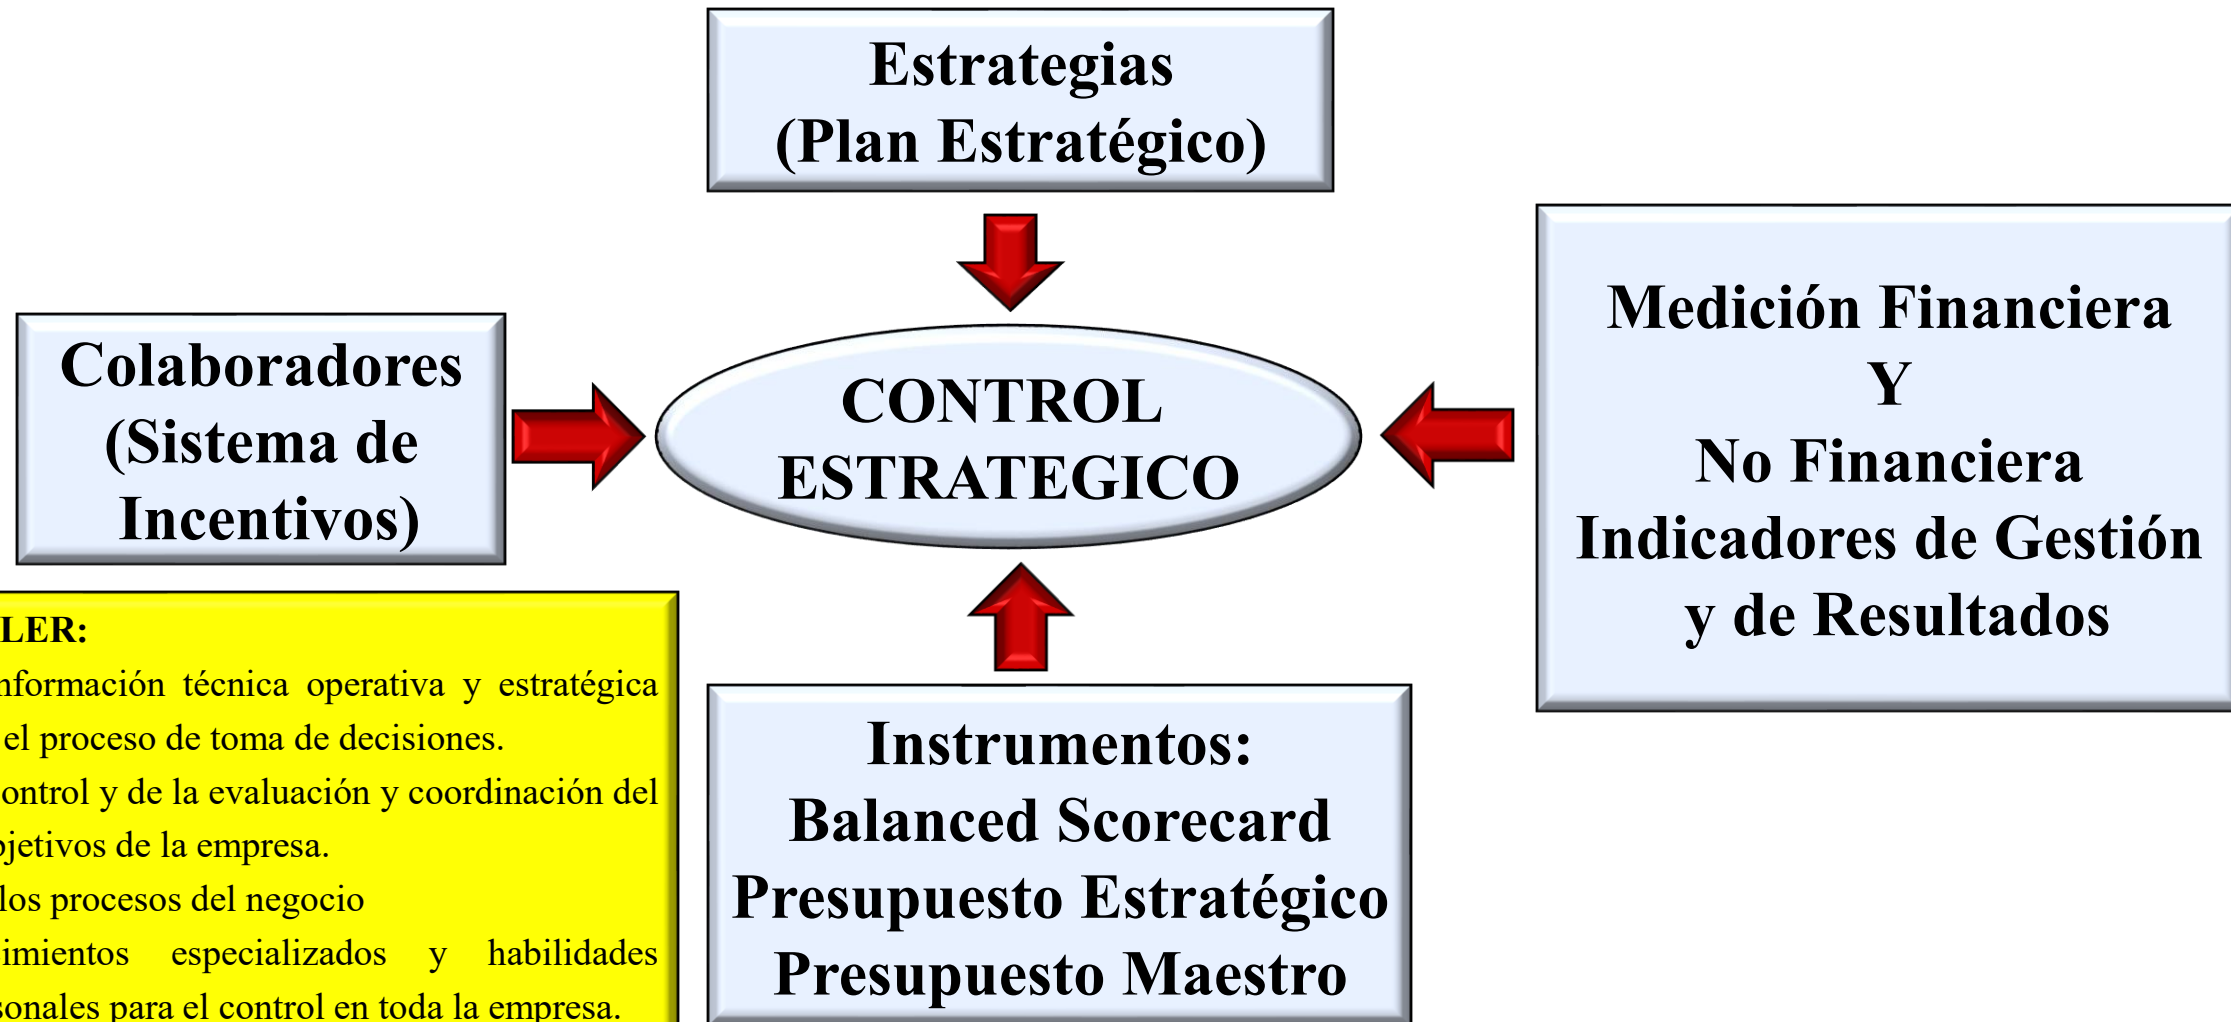 Estrategias
(Plan Estratégico)
Colaboradores
(Sistema de
Incentivos)
CONTROL
ESTRATEGICO
Medición Financiera
Y
No Financiera
Indicadores de Gestión
y de Resultados
LER:
nformación técnica operativa y estratégica
el proceso de toma de decisiones.
ontrol y de la evaluación y coordinación del
jetivos de la empresa.
los procesos del negocio
imientos especializados y habilidades
sonales para el control en toda la empresa.
Instrumentos:
Balanced Scorecard
Presupuesto Estratégico
Presupuesto Maestro